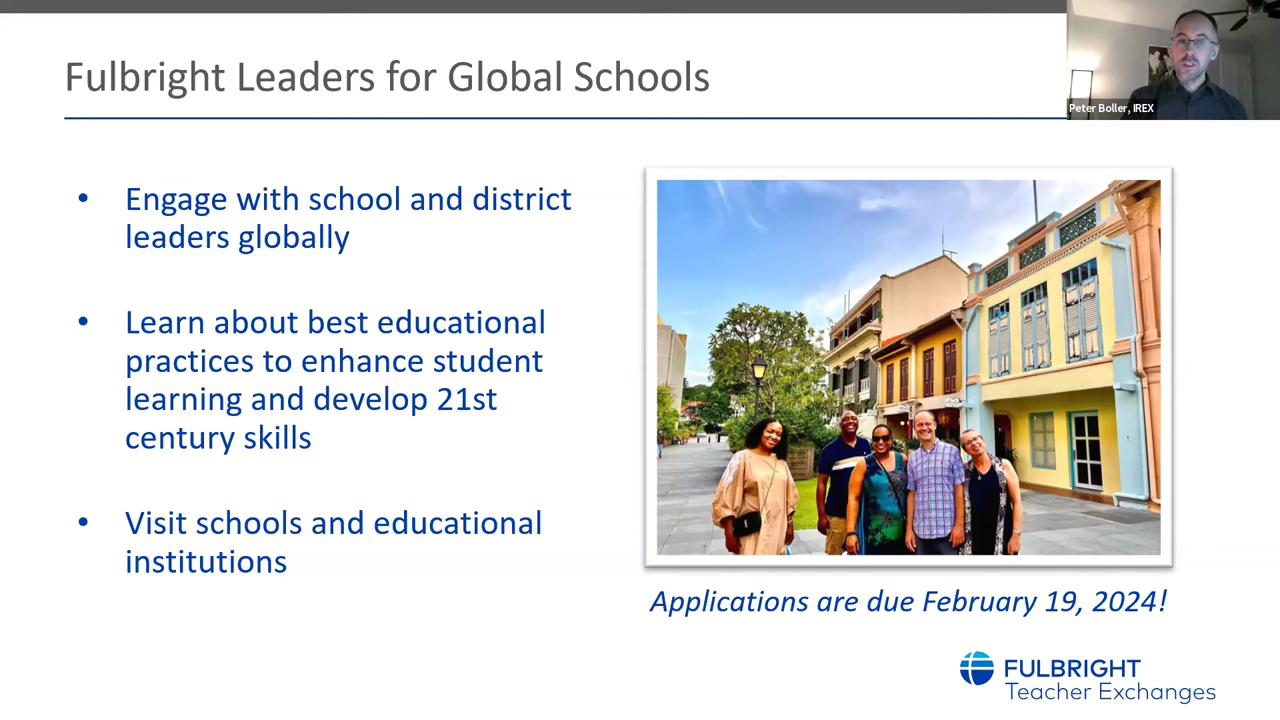 Fulbright Leaders for Global Schools
Peter Boller, IREX
• Engage with school and district
leaders globally
• Learn about best educational
practices to enhance student
learning and develop 21st
century skills
• Visit schools and educational
institutions
Applications are due February 19, 2024!
FULBRIGHT
Teacher Exchanges